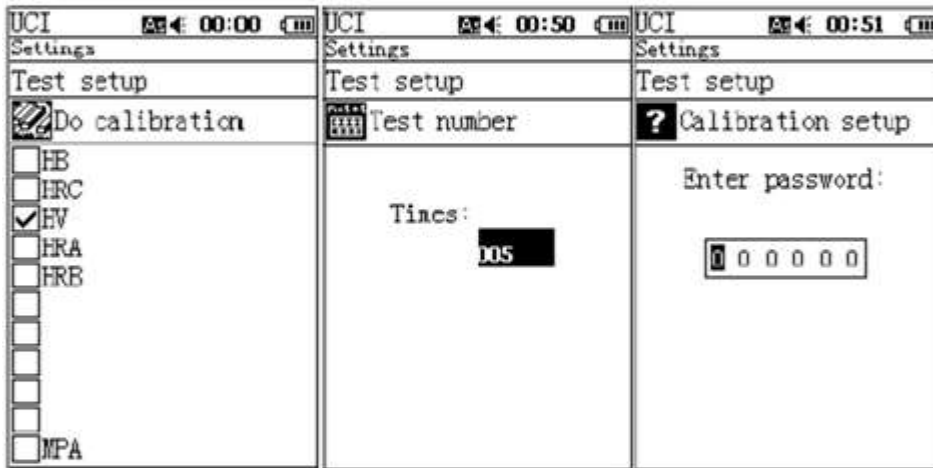 UCI 00:00
Settings
Test setup
Do calibration
HB
HRC
HV
HRA
HRB
MPA
UCI 00:50
Settings
Test setup
Test number
Times:
005
UCI 00:51
Settings
Test setup
? Calibration setup
Enter password:
0 0 0 0 0 0